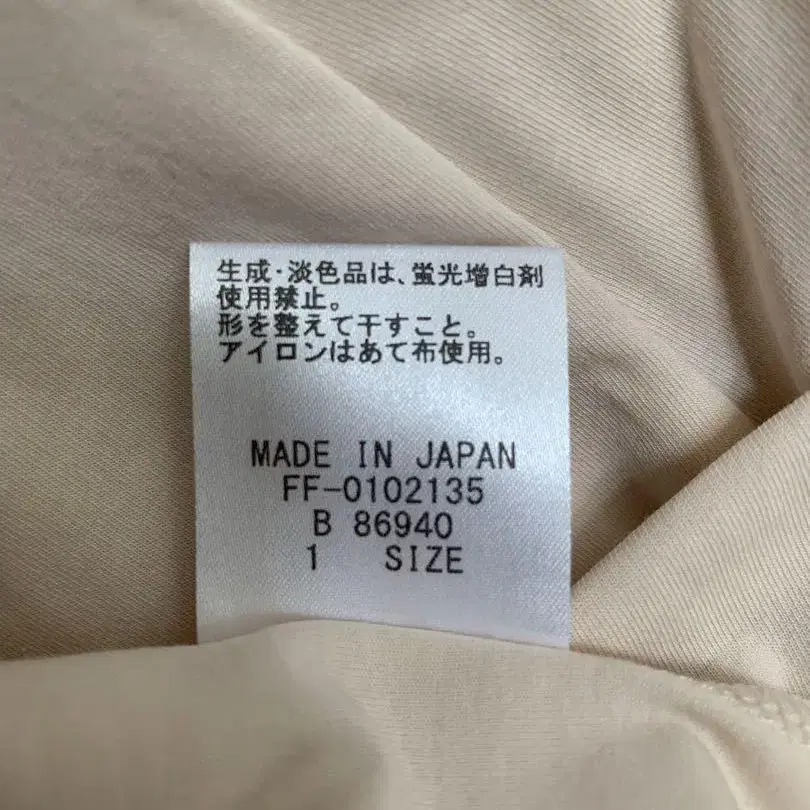 生成・淡色品は、蛍光増白剤
使用禁止。
形を整えて干すこと。
アイロンはあて布使用。
MADE IN JAPAN
FF-0102135
B 86940
1 SIZE